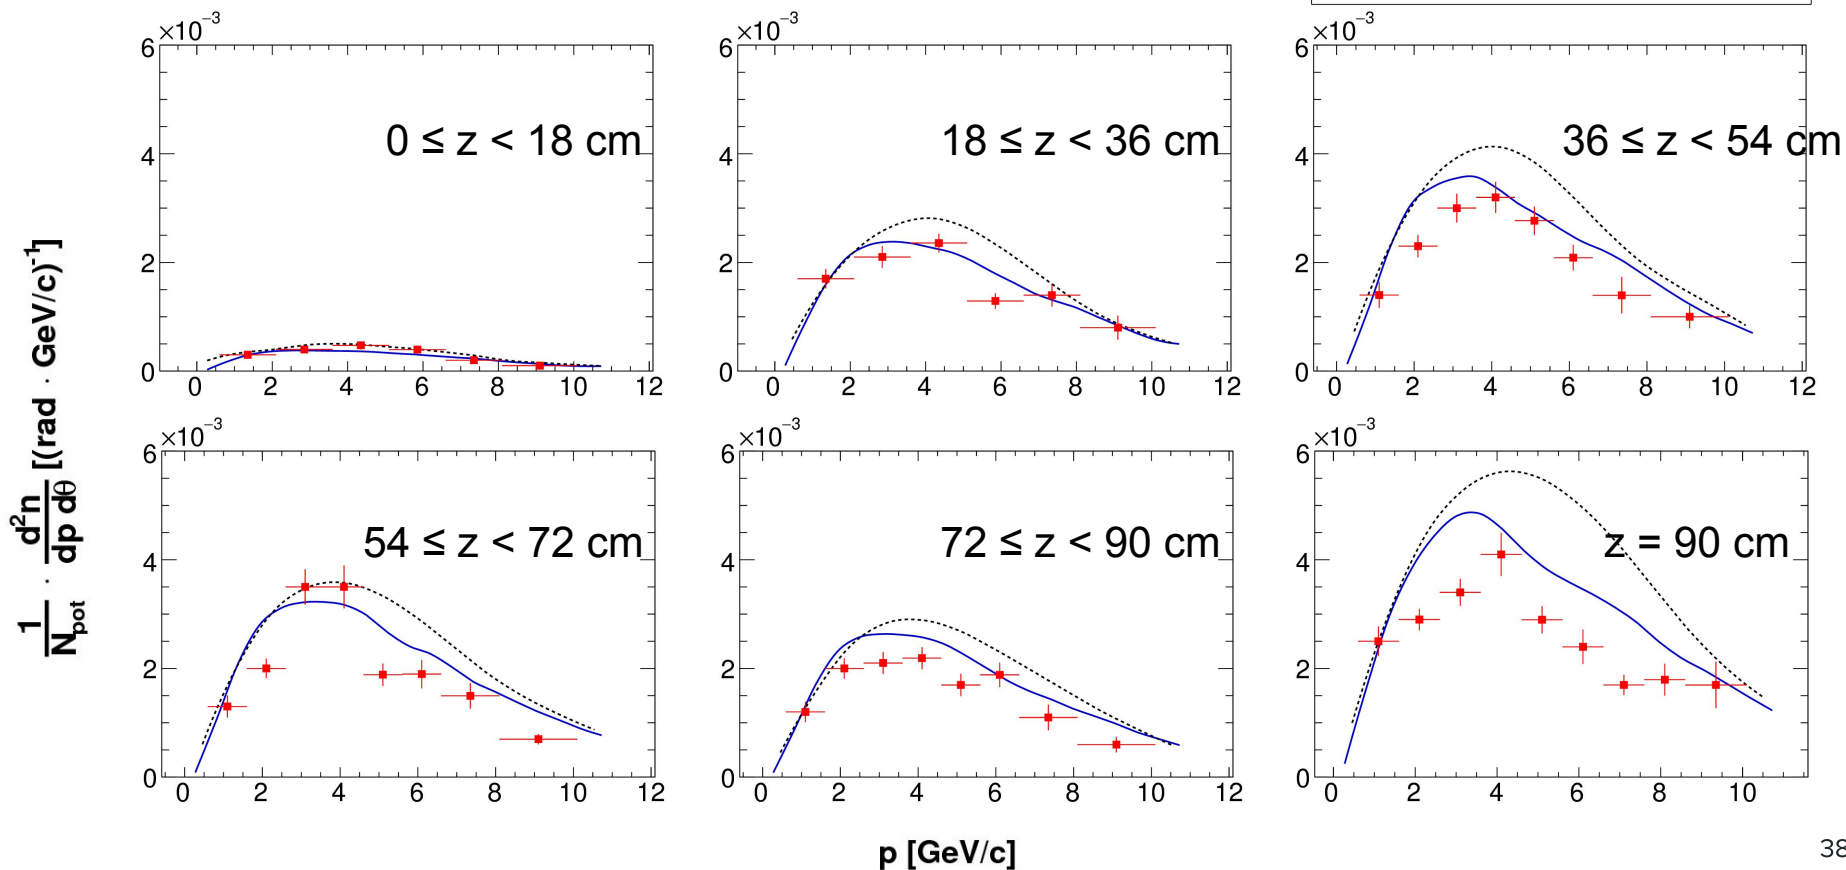 ×10⁻³
6
4
2
0
0 2 4 6 8 10 12
0 ≤ z < 18 cm
×10⁻³
6
4
2
0
0 2 4 6 8 10 12
18 ≤ z < 36 cm
×10⁻³
6
4
2
0
0 2 4 6 8 10 12
36 ≤ z < 54 cm
1/N_pot · d²n/dp dθ [(rad · GeV/c)⁻¹]
×10⁻³
6
4
2
0
0 2 4 6 8 10 12
54 ≤ z < 72 cm
×10⁻³
6
4
2
0
0 2 4 6 8 10 12
72 ≤ z < 90 cm
×10⁻³
6
4
2
0
0 2 4 6 8 10
z = 90 cm
p [GeV/c]
38